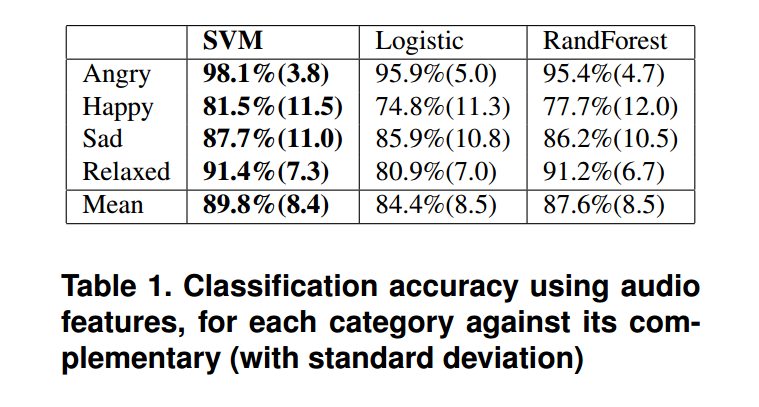 SVM Logistic RandForest
Angry 98.1%(3.8) 95.9%(5.0) 95.4%(4.7)
Happy 81.5%(11.5) 74.8%(11.3) 77.7%(12.0)
Sad 87.7%(11.0) 85.9%(10.8) 86.2%(10.5)
Relaxed 91.4%(7.3) 80.9%(7.0) 91.2%(6.7)
Mean 89.8%(8.4) 84.4%(8.5) 87.6%(8.5)
Table 1. Classification accuracy using audio
features, for each category against its com-
plementary (with standard deviation)